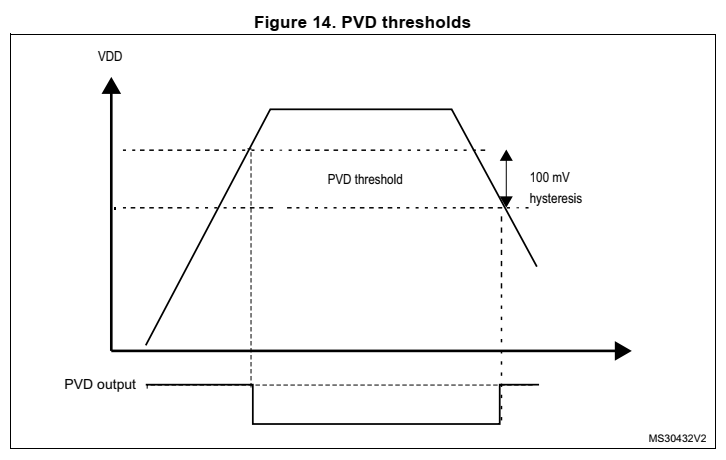 Figure 14. PVD thresholds
VDD
PVD threshold
100 mV
hysteresis
PVD output
MS30432V2